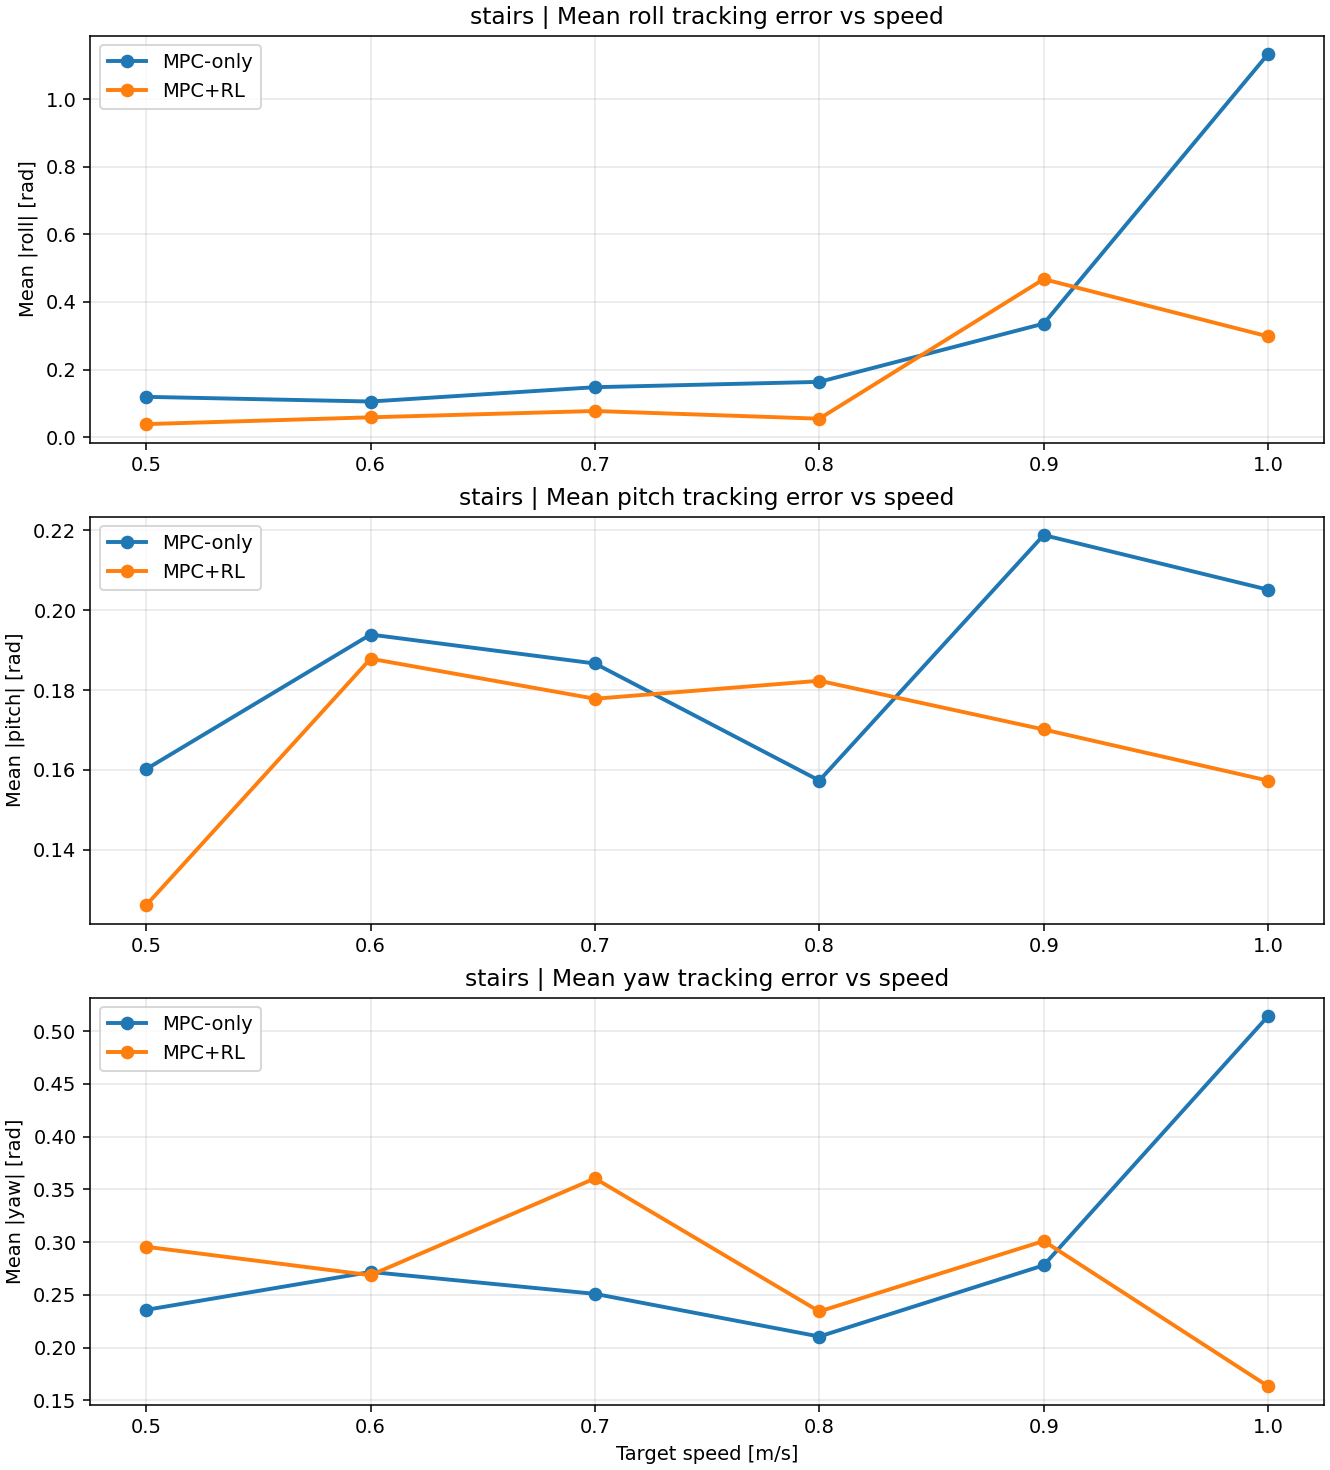 stairs | Mean roll tracking error vs speed
MPC-only
MPC+RL
Mean |roll| [rad]
1.0
0.8
0.6
0.4
0.2
0.0
0.5 0.6 0.7 0.8 0.9 1.0
stairs | Mean pitch tracking error vs speed
MPC-only
MPC+RL
Mean |pitch| [rad]
0.22
0.20
0.18
0.16
0.14
0.5 0.6 0.7 0.8 0.9 1.0
stairs | Mean yaw tracking error vs speed
MPC-only
MPC+RL
Mean |yaw| [rad]
0.50
0.45
0.40
0.35
0.30
0.25
0.20
0.15
0.5 0.6 0.7 0.8 0.9 1.0
Target speed [m/s]